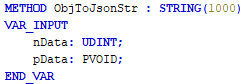 METHOD ObjToJsonStr : STRING(1000)
VAR_INPUT
    nData: UDINT;
    pData: PVOID;
END_VAR